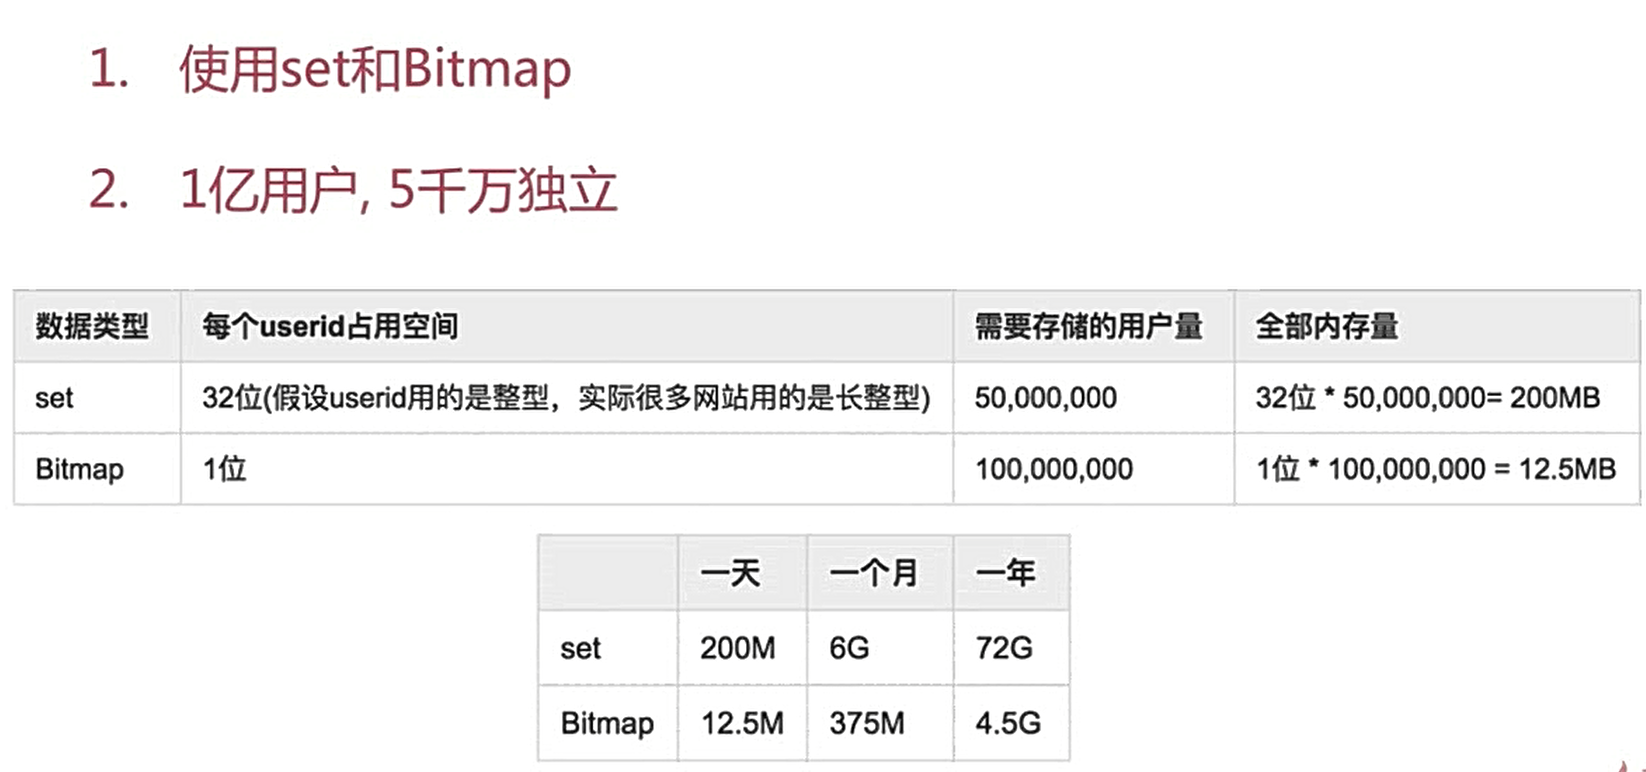 1. 使用set和Bitmap
2. 1亿用户, 5千万独立
数据类型 每个userid占用空间 需要存储的用户量 全部内存量
set 32位(假设userid用的是整型，实际很多网站用的是长整型) 50,000,000 32位 * 50,000,000= 200MB
Bitmap 1位 100,000,000 1位 * 100,000,000 = 12.5MB
一天 一个月 一年
set 200M 6G 72G
Bitmap 12.5M 375M 4.5G